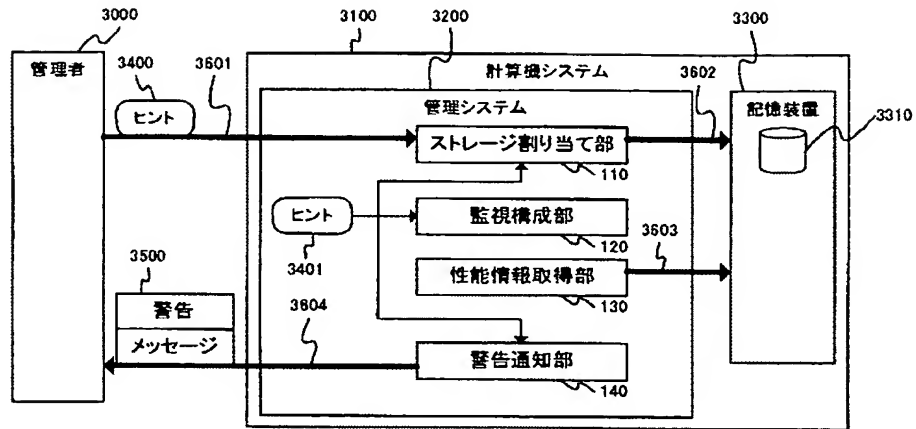 3000
3100
3200
3300
管理者
計算機システム
3400
3601
3602
ヒント
管理システム
記憶装置
3310
ストレージ割り当て部
110
ヒント
監視構成部
3401
120
3603
3500
性能情報取得部
130
警告
3604
メッセージ
警告通知部
140